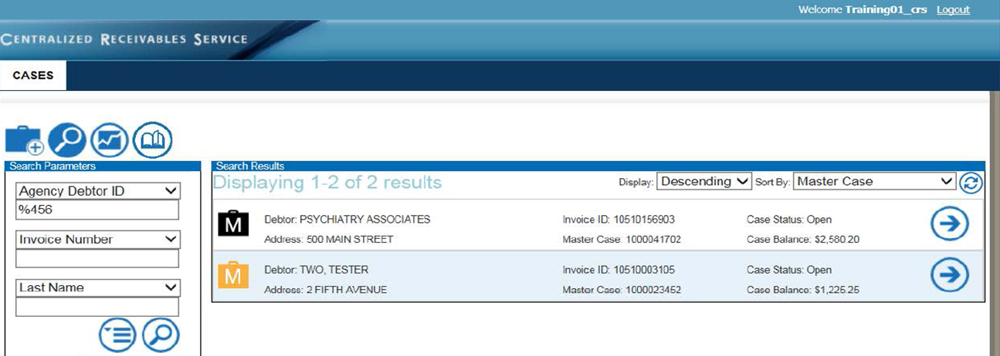 Welcome Training01_crs Logout
CENTRALIZED RECEIVABLES SERVICE
CASES
Search Parameters
Agency Debtor ID
%456
Invoice Number
Last Name
Search Results
Displaying 1-2 of 2 results
Display: Descending Sort By: Master Case
M
Debtor: PSYCHIATRY ASSOCIATES Invoice ID: 10510156903 Case Status: Open
Address: 500 MAIN STREET Master Case: 1000041702 Case Balance: $2,580.20
M
Debtor: TWO, TESTER Invoice ID: 10510003105 Case Status: Open
Address: 2 FIFTH AVENUE Master Case: 1000023452 Case Balance: $1,225.25